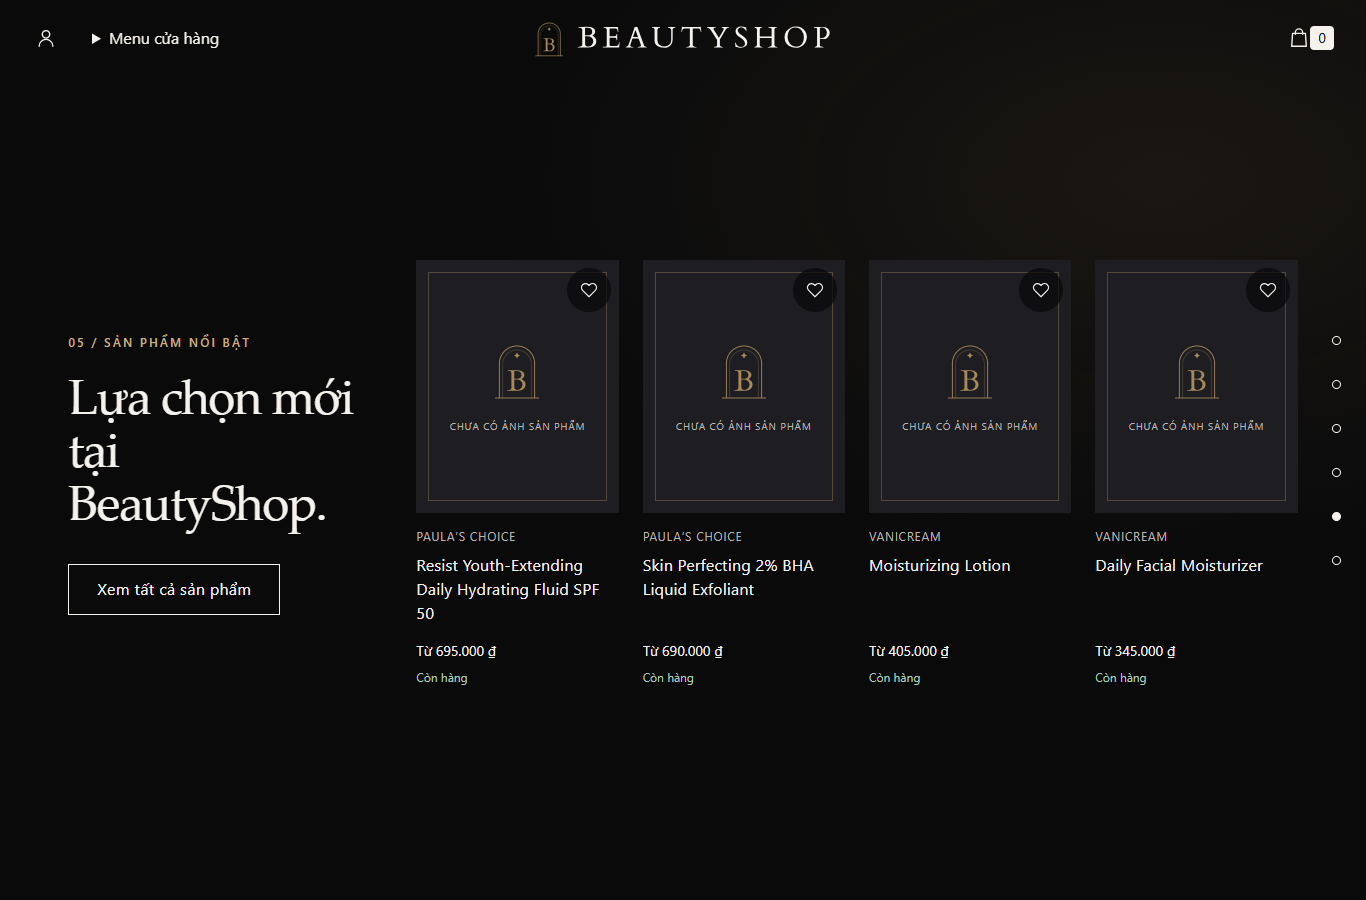 Menu cửa hàng
B BEAUTYSHOP
0
05 / SẢN PHẨM NỔI BẬT
Lựa chọn mới
tại
BeautyShop.
Xem tất cả sản phẩm
B
CHƯA CÓ ẢNH SẢN PHẨM
PAULA'S CHOICE
Resist Youth-Extending
Daily Hydrating Fluid SPF
50
Từ 695.000 ₫
Còn hàng
B
CHƯA CÓ ẢNH SẢN PHẨM
PAULA'S CHOICE
Skin Perfecting 2% BHA
Liquid Exfoliant
Từ 690.000 ₫
Còn hàng
B
CHƯA CÓ ẢNH SẢN PHẨM
VANICREAM
Moisturizing Lotion
Từ 405.000 ₫
Còn hàng
B
CHƯA CÓ ẢNH SẢN PHẨM
VANICREAM
Daily Facial Moisturizer
Từ 345.000 ₫
Còn hàng